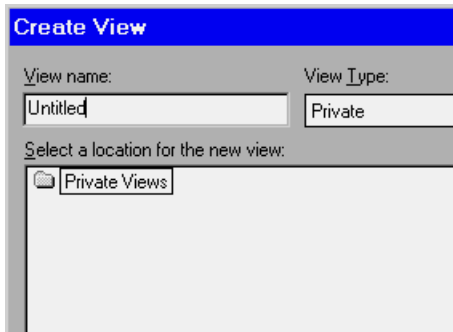 Create View
View name: View Type:
Untitled Private
Select a location for the new view:
Private Views